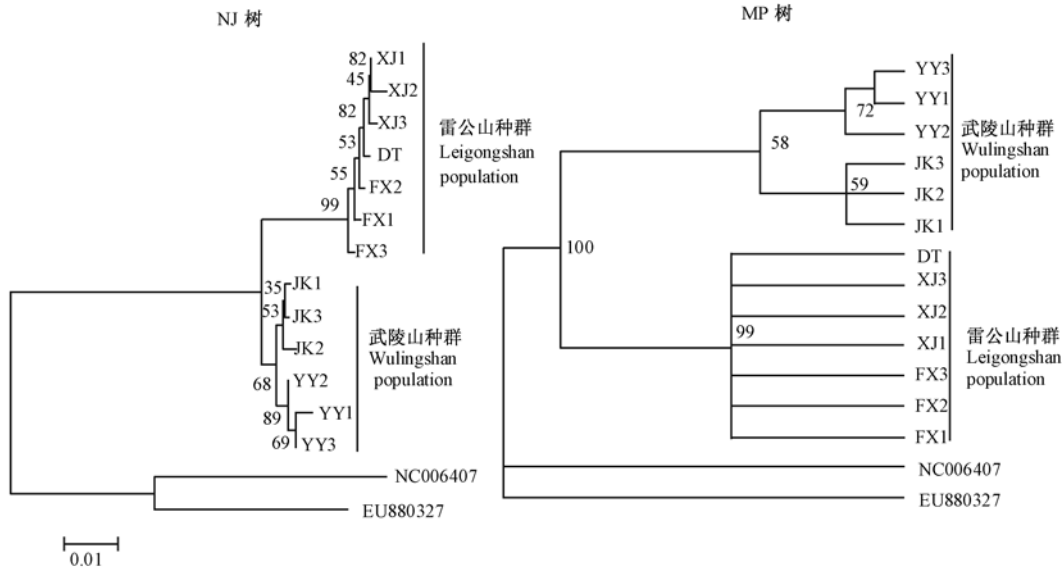 NJ 树
82
XJ1
45
XJ2
82
XJ3
53
DT
55
FX2
99
FX1
FX3
雷公山种群
Leigongshan
population
35
JK1
53
JK3
JK2
68
YY2
89
YY1
69
YY3
武陵山种群
Wulingshan
population
NC006407
EU880327
0.01
MP 树
YY3
YY1
72
YY2
58
JK3
59
JK2
JK1
武陵山种群
Wulingshan
population
100
DT
XJ3
XJ2
99
XJ1
FX3
FX2
FX1
雷公山种群
Leigongshan
population
NC006407
EU880327